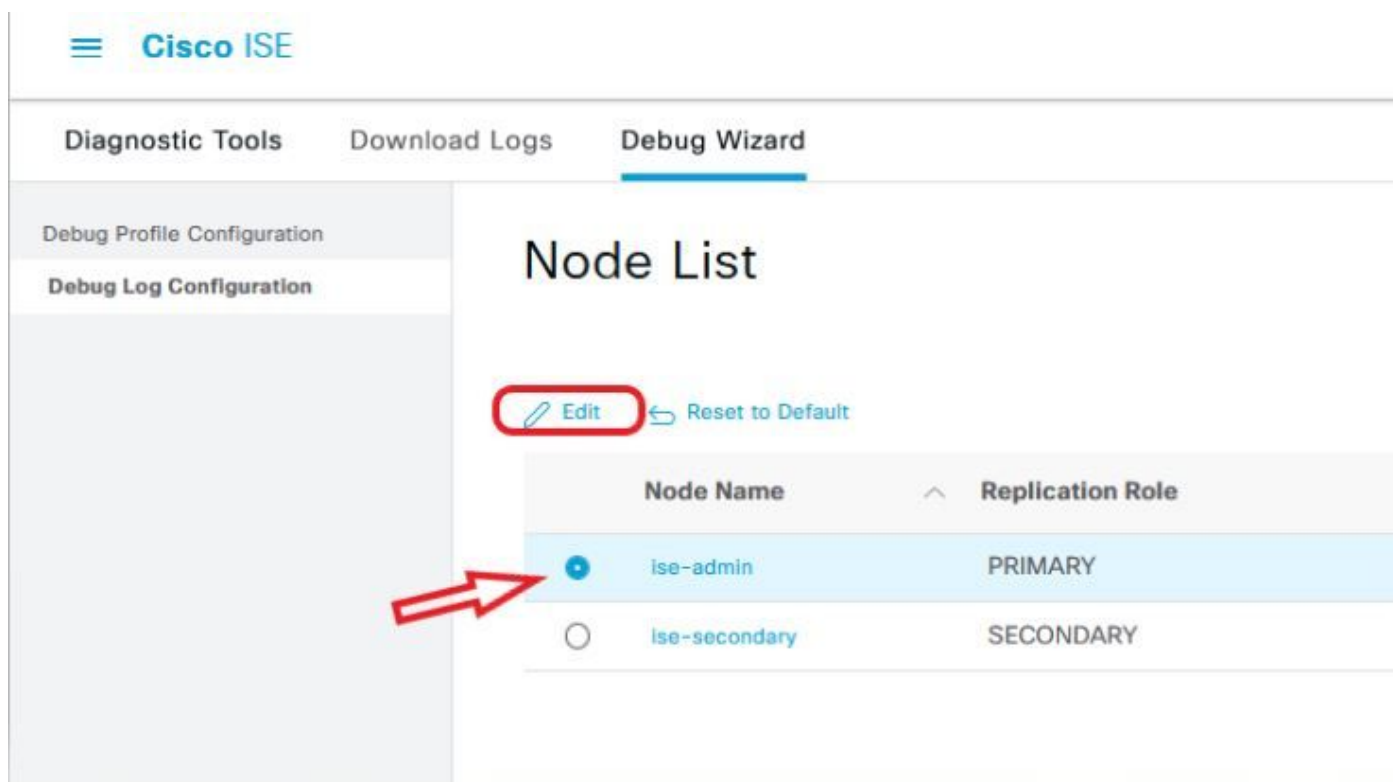 Cisco ISE
Diagnostic Tools Download Logs Debug Wizard
Debug Profile Configuration
Debug Log Configuration
Node List
Edit Reset to Default
Node Name Replication Role
ise-admin PRIMARY
ise-secondary SECONDARY